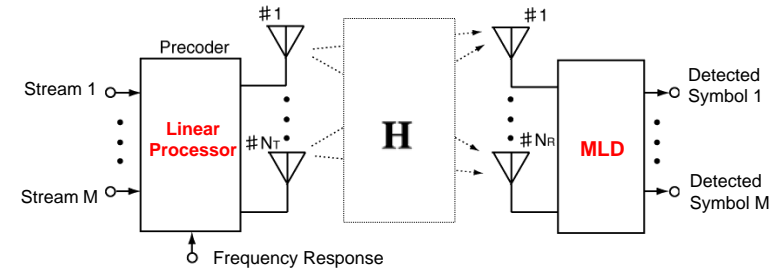 ♯1
♯1
Precoder
Stream 1
Linear
Processor
♯NT
H
♯NR
MLD
Detected
Symbol 1
Stream M
Detected
Symbol M
Frequency Response